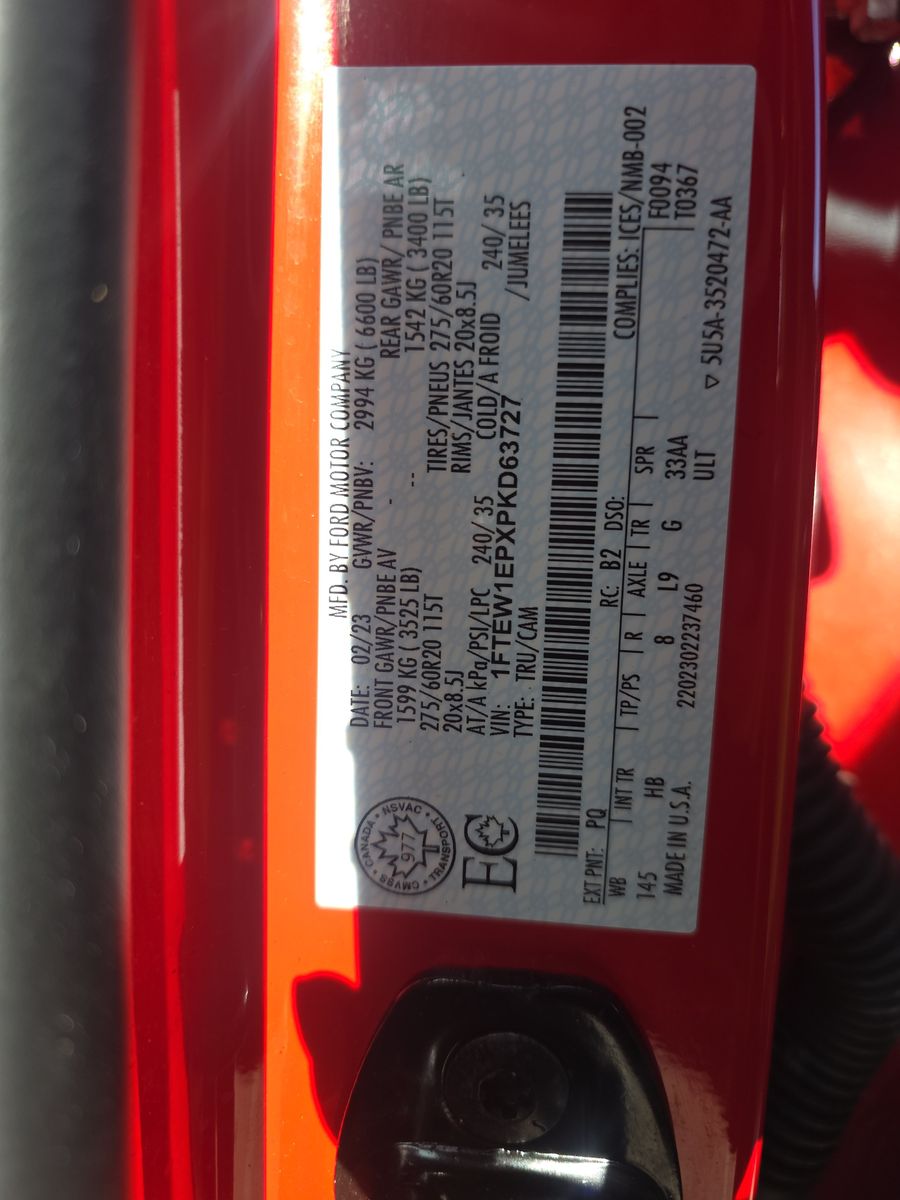 MFD. BY FORD MOTOR COMPANY
DATE: 02/23 GVWR/PNBV: 2994 KG ( 6600 LB)
FRONT GAWR/PNBE AV - REAR GAWR/ PNBE AR
1599 KG ( 3525 LB) -- 1542 KG ( 3400 LB)
275/60R20 115T TIRES/PNEUS 275/60R20 115T
20x8.5J RIMS/JANTES 20x8.5J
AT/A kPa/PSI/LPC 240/ 35 COLD/A FROID 240/ 35
VIN: 1FTEW1EPXPKD63727 /JUMELEES
TYPE: TRU/CAM
CANADA • NSVAC • TRANSPORT • CMVSS •
977
T
EC
EXT PNT: PQ RC: B2 DSO: COMPLIES: ICES/NMB-002
WB | INT TR | TP/PS | R | AXLE | TR | SPR | F0094
145 HB 8 L9 G 33AA T0367
MADE IN U.S.A. 220230223746​0 ULT
▽ 5U5A-3520472-AA